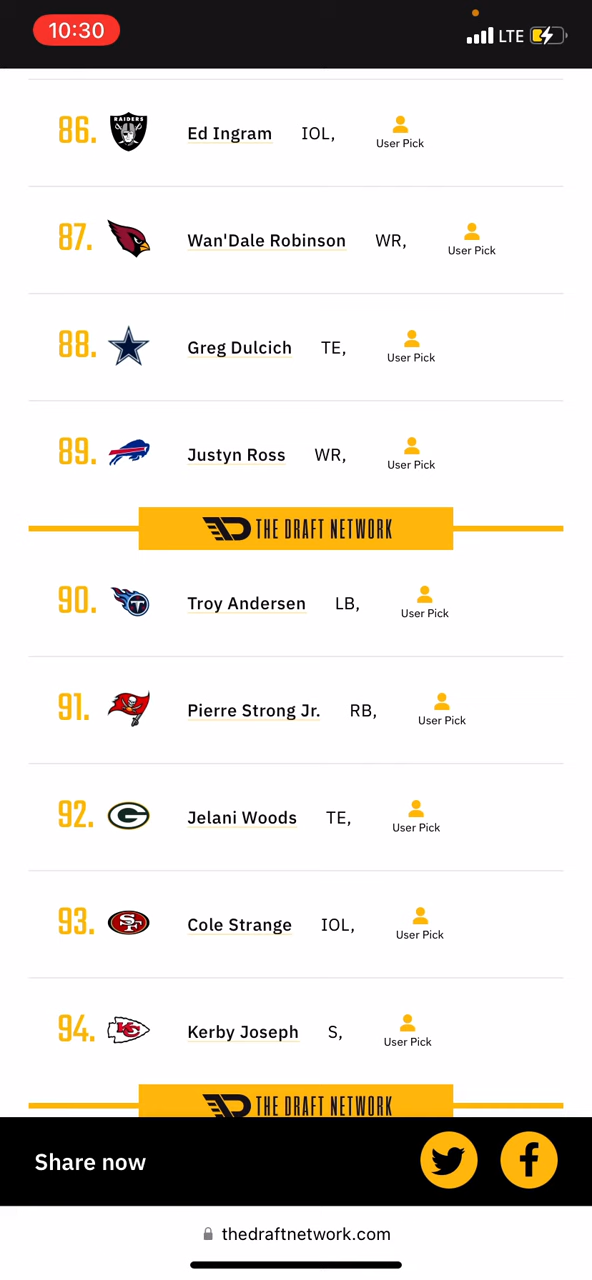 10:30
LTE
86.
RAIDERS
Ed Ingram IOL,
User Pick
87.
Wan'Dale Robinson WR,
User Pick
88.
Greg Dulcich TE,
User Pick
89.
Justyn Ross WR,
User Pick
THE DRAFT NETWORK
90.
T
Troy Andersen LB,
User Pick
91.
Pierre Strong Jr. RB,
User Pick
92.
G
Jelani Woods TE,
User Pick
93.
SF
Cole Strange IOL,
User Pick
94.
KC
Kerby Joseph S,
User Pick
THE DRAFT NETWORK
Share now
thedraftnetwork.com